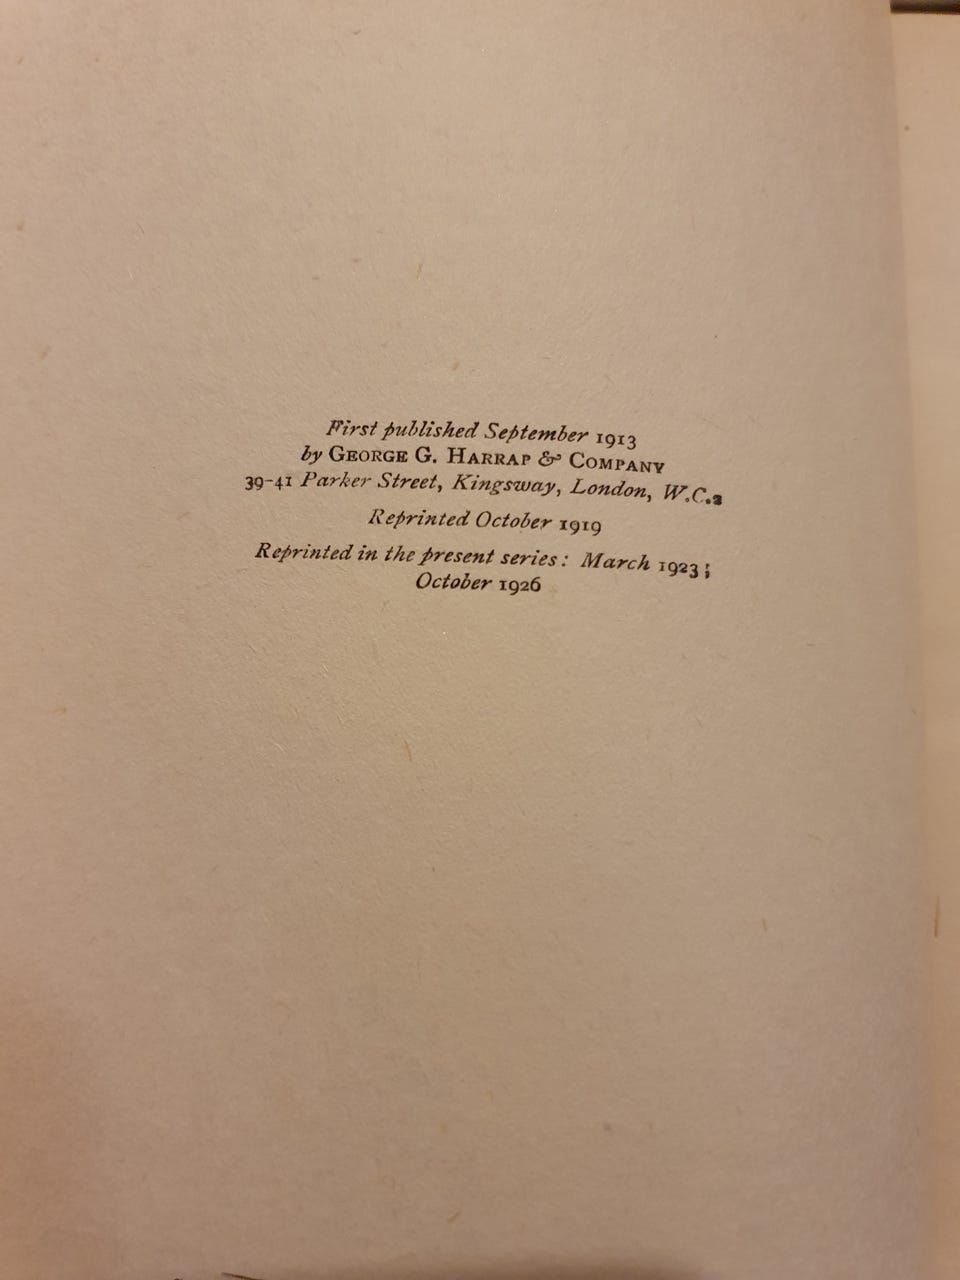 First published September 1913
by GEORGE G. HARRAP & COMPANY
39-41 Parker Street, Kingsway, London, W.C.2
Reprinted October 1919
Reprinted in the present series: March 1923;
October 1926